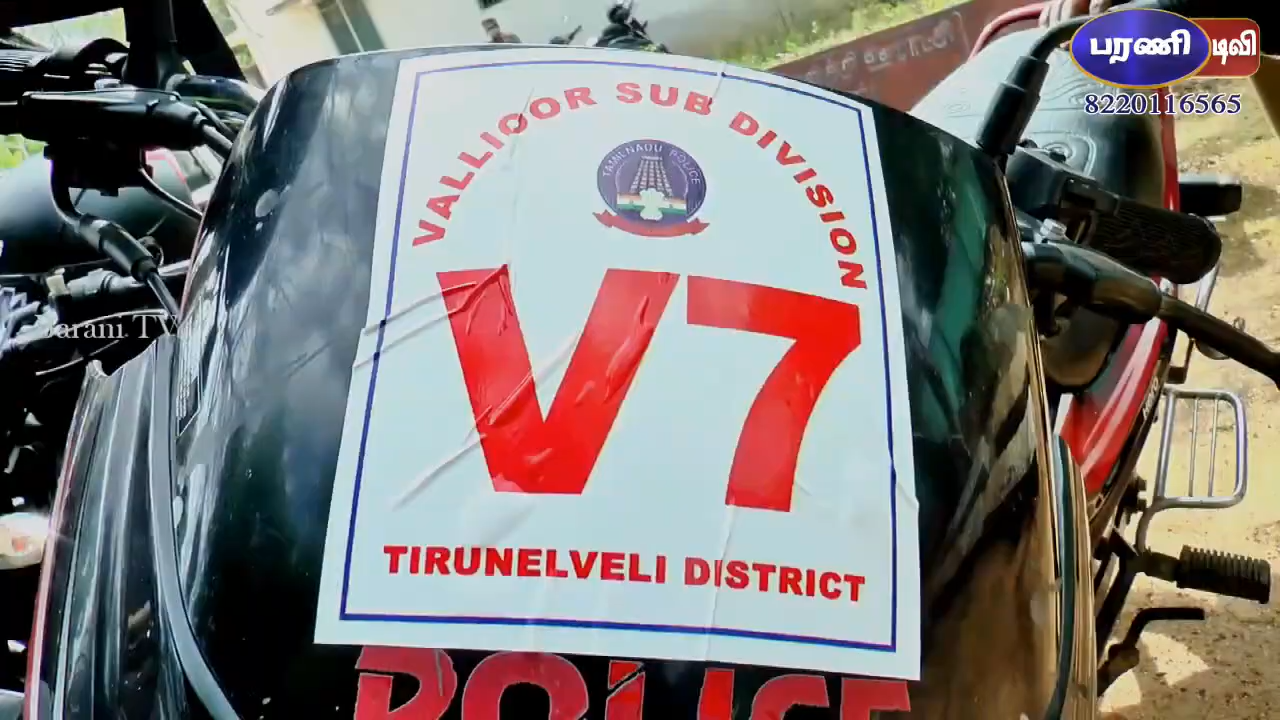 பரணி டிவி
8220116565
VALLIOOR SUB DIVISION
TAMILNADU POLICE
V7
Barani TV
TIRUNELVELI DISTRICT
POLICE